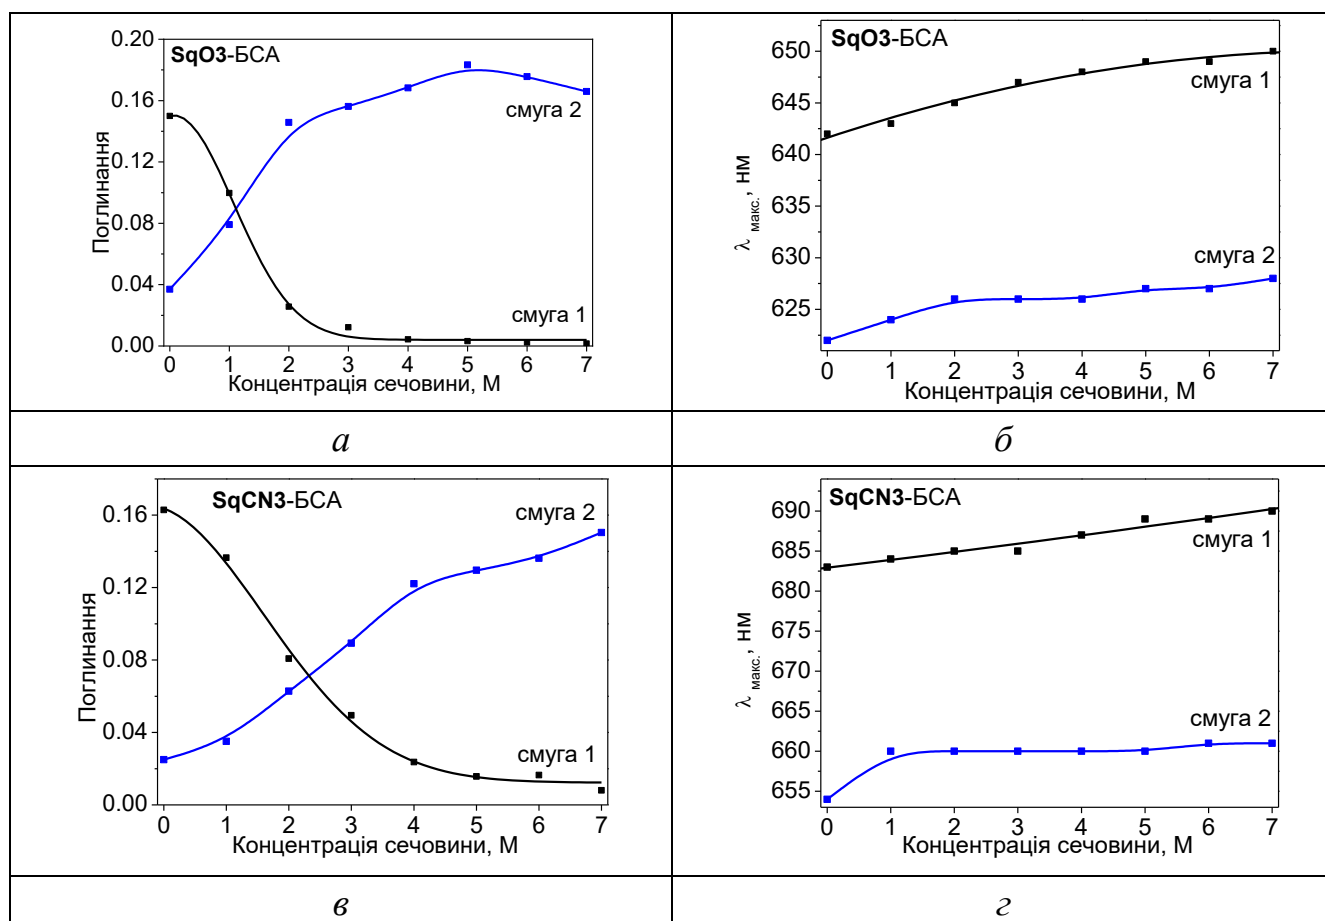 SqO3-БСА
0.20
0.16
0.12
0.08
0.04
0.00
Поглинання
смуга 2
смуга 1
0 1 2 3 4 5 6 7
Концентрація сечовини, М
а
SqO3-БСА
650
645
640
635
630
625
λ макс., нм
смуга 1
смуга 2
0 1 2 3 4 5 6 7
Концентрація сечовини, М
б
SqCN3-БСА
0.16
0.12
0.08
0.04
0.00
Поглинання
смуга 2
смуга 1
0 1 2 3 4 5 6 7
Концентрація сечовини, М
в
SqCN3-БСА
690
685
680
675
670
665
660
655
λ макс., нм
смуга 1
смуга 2
0 1 2 3 4 5 6 7
Концентрація сечовини, М
г